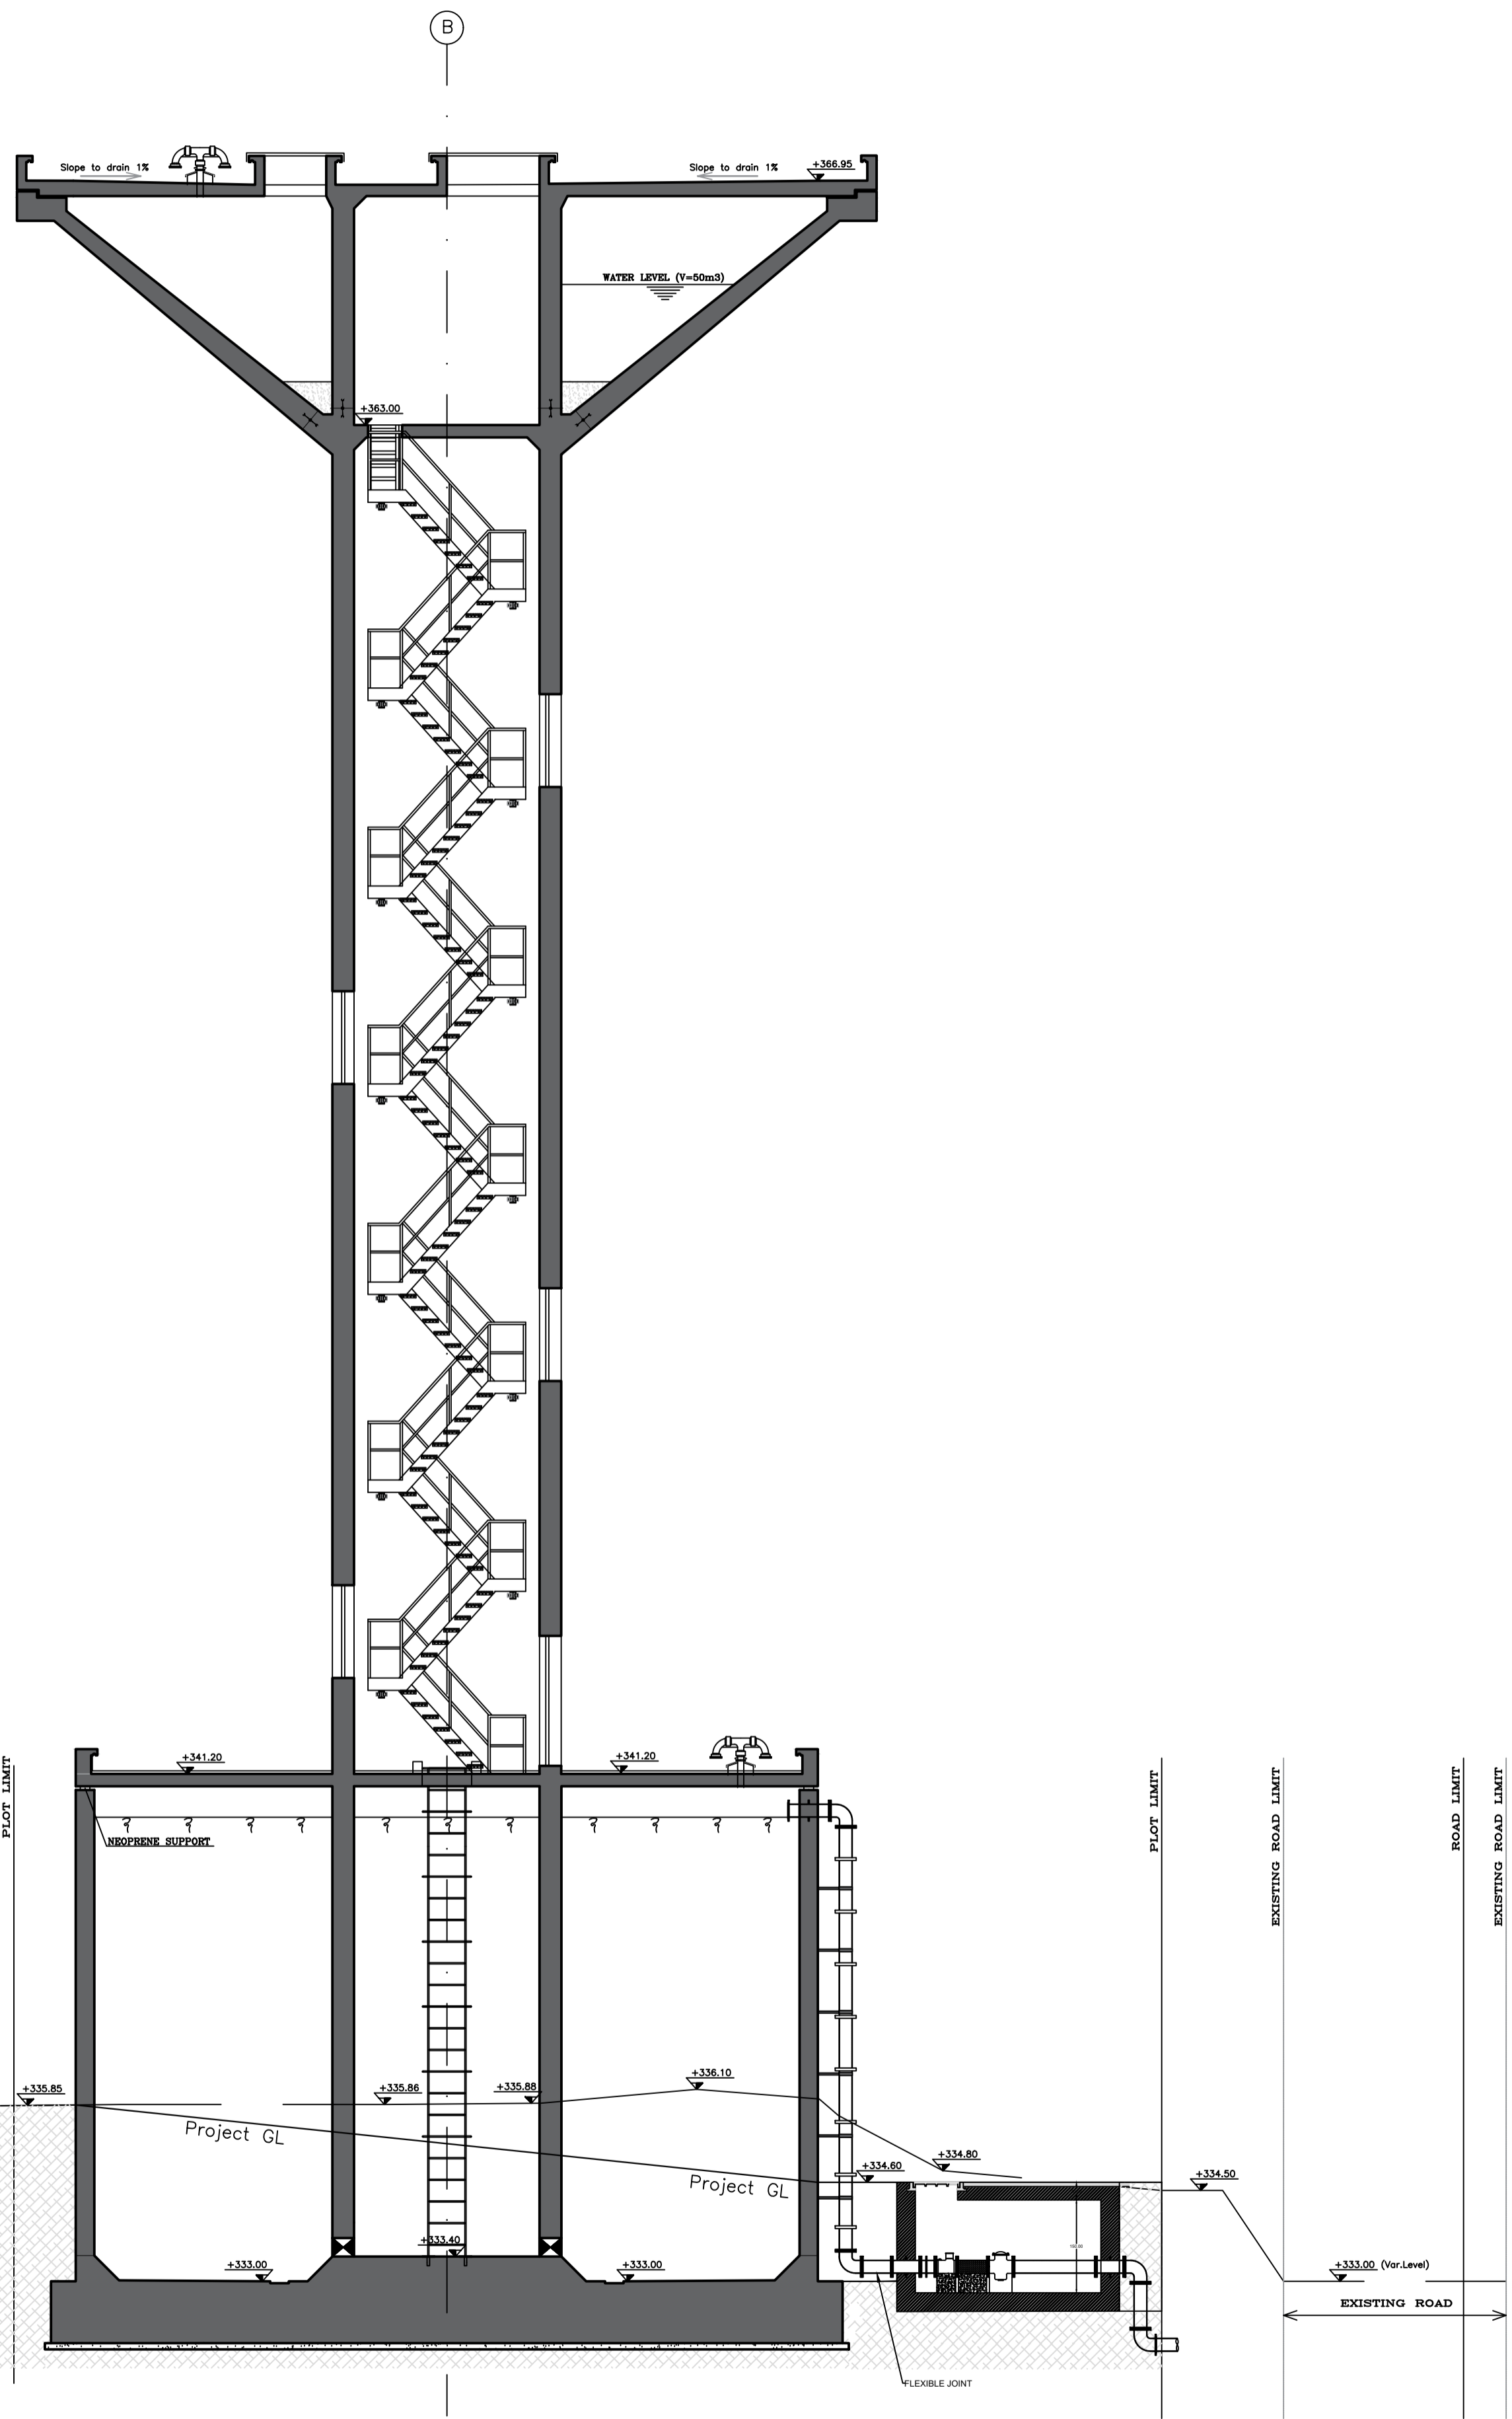 B
Slope to drain 1%
Slope to drain 1%
+366.95
WATER LEVEL (V=50m3)
+363.00
+341.20
+341.20
NEOPRENE SUPPORT
PLOT LIMIT
PLOT LIMIT
EXISTING ROAD LIMIT
ROAD LIMIT
EXISTING ROAD LIMIT
+335.85
+335.86
+335.88
+336.10
Project GL
Project GL
+334.80
+334.60
+334.50
+333.40
+333.00
+333.00
+333.00 (Var.Level)
EXISTING ROAD
FLEXIBLE JOINT